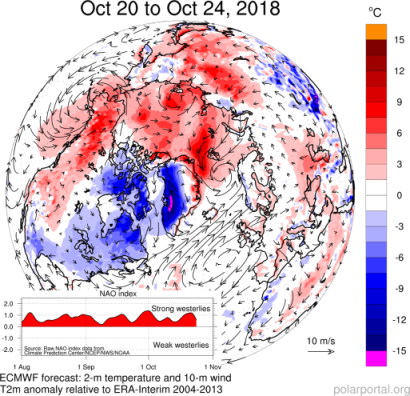 Oct 20 to Oct 24, 2018
°C
15
12
9
6
3
0
-3
-6
-9
-12
-15
NAO index
2.0
1.0
0.0
-1.0
-2.0
Strong westerlies
Weak westerlies
Source: Raw NAO index data from
Climate Prediction Center/NCEP/NWS/NOAA
1 Aug
1 Sep
1 Oct
1 Nov
10 m/s
ECMWF forecast: 2-m temperature and 10-m wind
T2m anomaly relative to ERA-Interim 2004-2013
polarportal.org